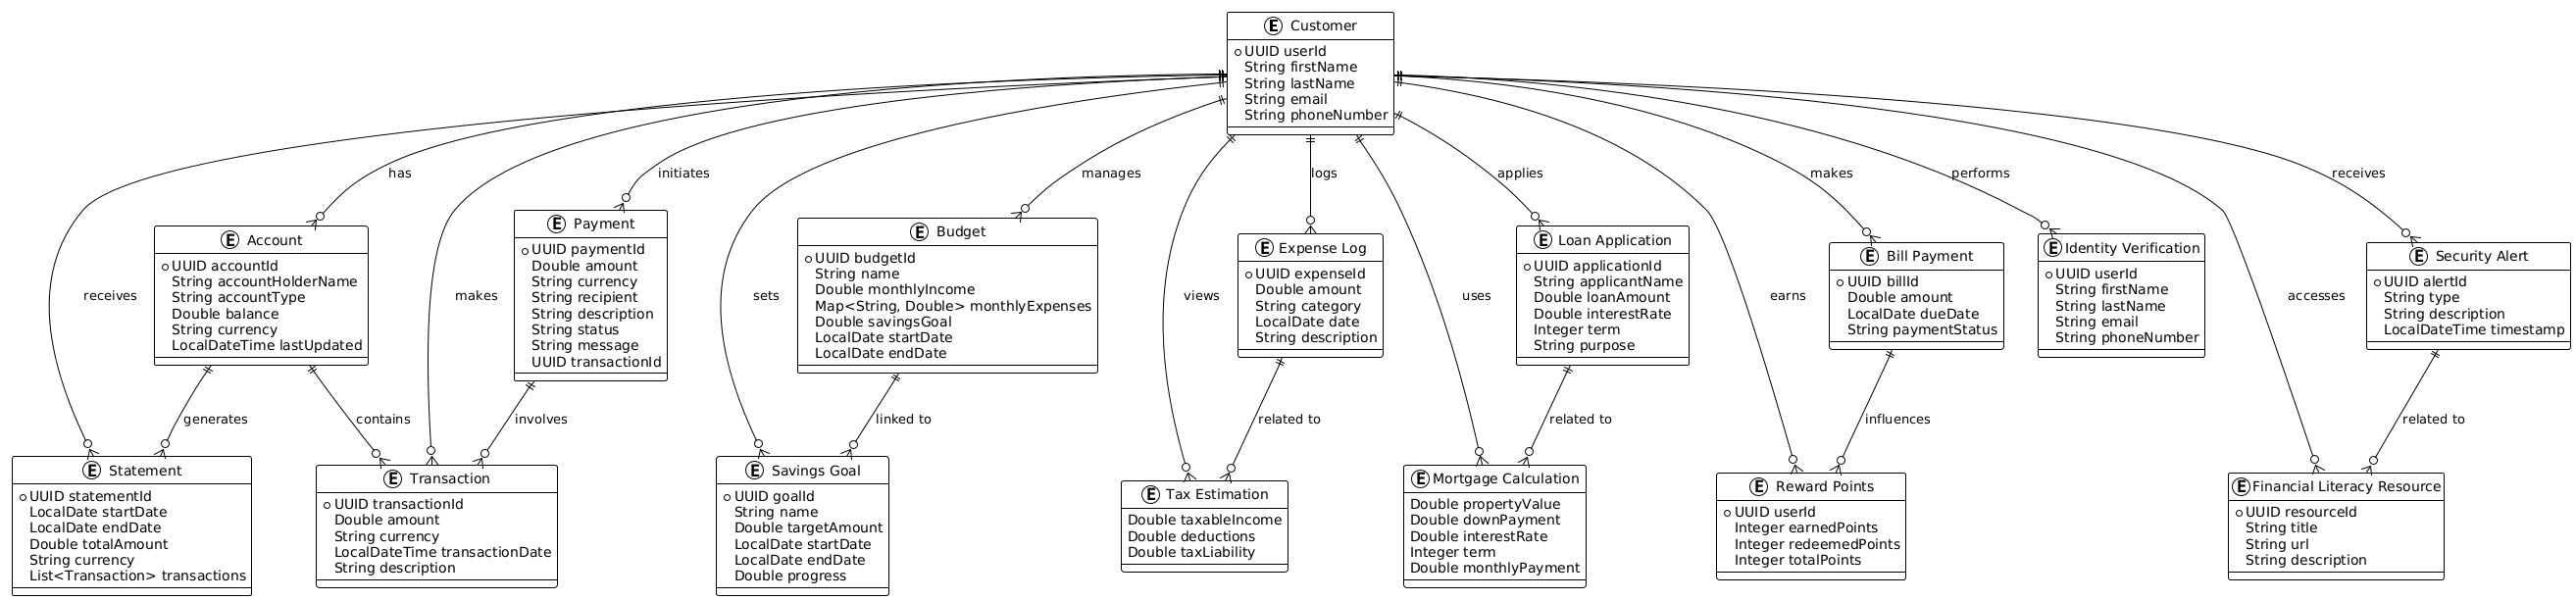 E Customer
UUID userId
String firstName
String lastName
String email
String phoneNumber
has
initiates
manages
logs
applies
makes
performs
receives
E Account
UUID accountId
String accountHolderName
String accountType
Double balance
String currency
LocalDateTime lastUpdated
E Payment
UUID paymentId
Double amount
String currency
String recipient
String description
String status
String message
UUID transactionId
E Budget
UUID budgetId
String name
Double monthlyIncome
Map<String, Double> monthlyExpenses
Double savingsGoal
LocalDate startDate
LocalDate endDate
E Expense Log
UUID expenseId
Double amount
String category
LocalDate date
String description
E Loan Application
UUID applicationId
String applicantName
Double loanAmount
Double interestRate
Integer term
String purpose
E Bill Payment
UUID billId
Double amount
LocalDate dueDate
String paymentStatus
E Identity Verification
UUID userId
String firstName
String lastName
String email
String phoneNumber
E Security Alert
UUID alertId
String type
String description
LocalDateTime timestamp
receives
makes
sets
views
uses
earns
accesses
generates
contains
involves
linked to
related to
related to
influences
related to
E Statement
UUID statementId
LocalDate startDate
LocalDate endDate
Double totalAmount
String currency
List<Transaction> transactions
E Transaction
UUID transactionId
Double amount
String currency
LocalDateTime transactionDate
String description
E Savings Goal
UUID goalId
String name
Double targetAmount
LocalDate startDate
LocalDate endDate
Double progress
E Tax Estimation
Double taxableIncome
Double deductions
Double taxLiability
E Mortgage Calculation
Double propertyValue
Double downPayment
Double interestRate
Integer term
Double monthlyPayment
E Reward Points
UUID userId
Integer earnedPoints
Integer redeemedPoints
Integer totalPoints
E Financial Literacy Resource
UUID resourceId
String title
String url
String description